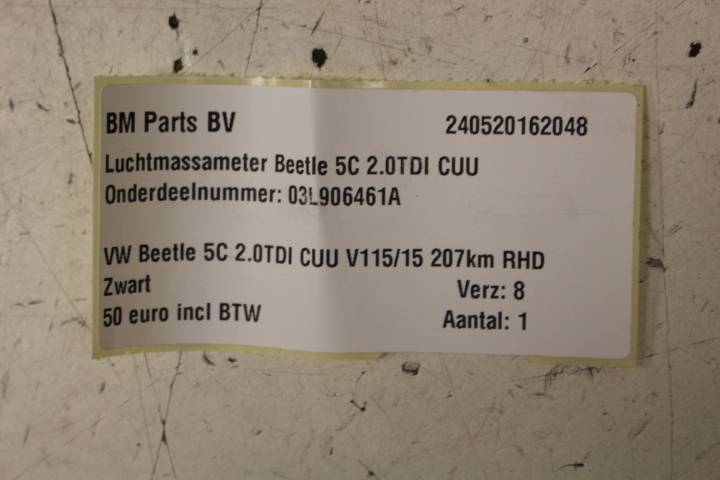 BM Parts BV 240520162048
Luchtmassameter Beetle 5C 2.0TDI CUU
Onderdeelnummer: 03L906461A
VW Beetle 5C 2.0TDI CUU V115/15 207km RHD
Zwart Verz: 8
50 euro incl BTW Aantal: 1